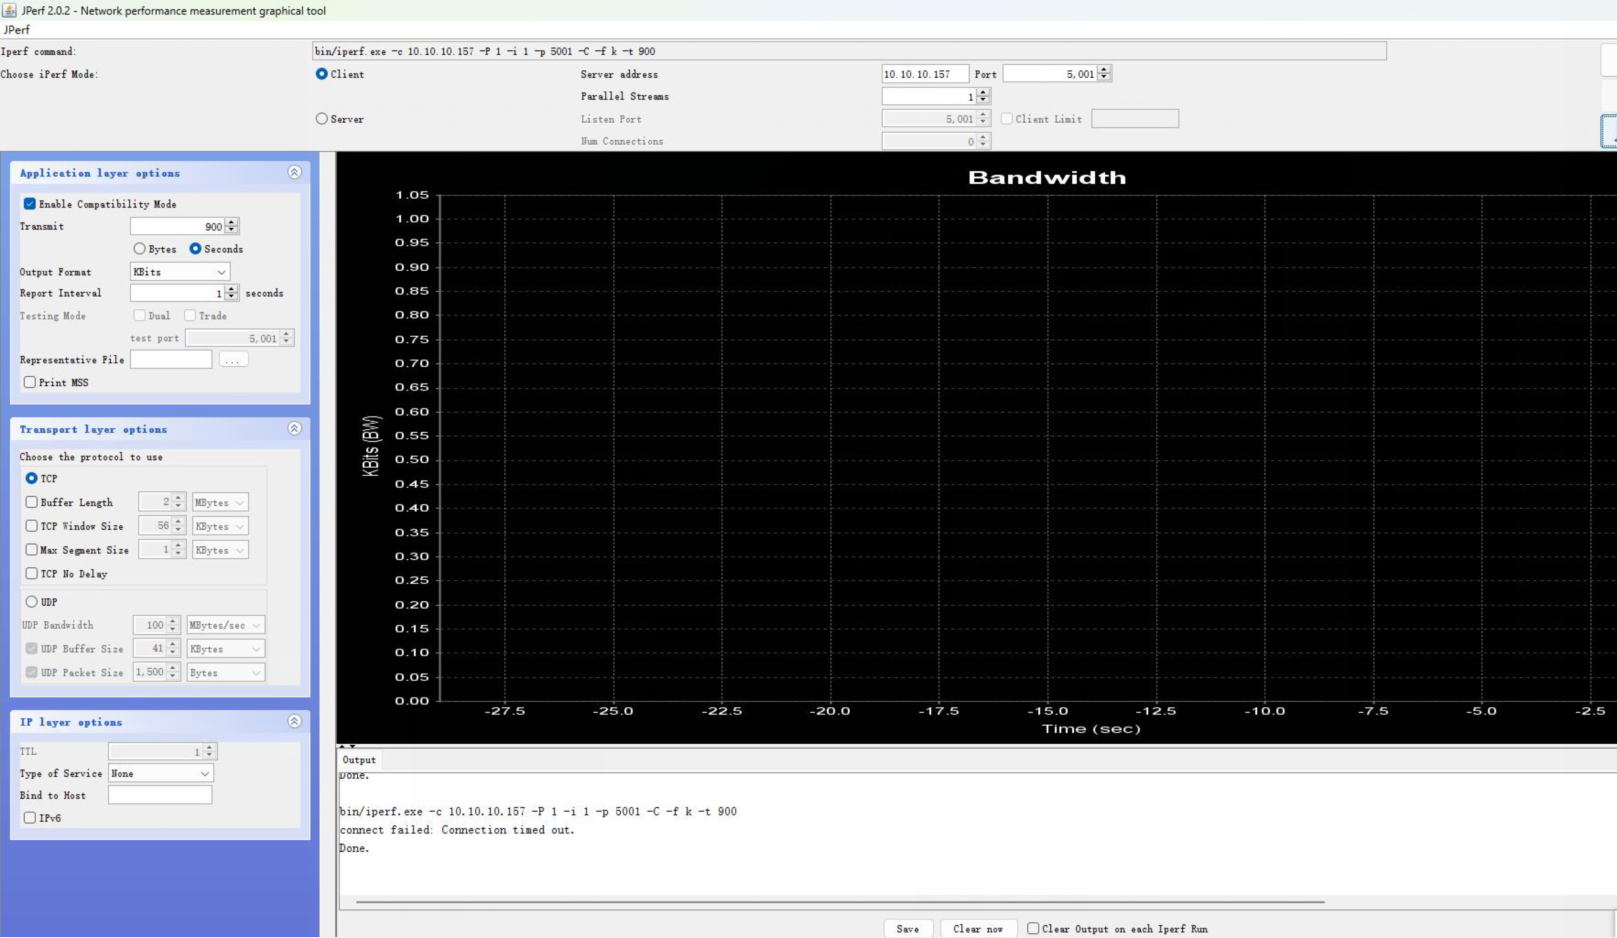 JPerf 2.0.2 - Network performance measurement graphical tool
JPerf
Iperf command:
bin/iperf.exe -c 10.10.10.157 -P 1 -i 1 -p 5001 -C -f k -t 900
Choose iPerf Mode:
Client
Server address
10.10.10.157
Port
5,001
Parallel Streams
1
Server
Listen Port
5,001
Client Limit
Num Connections
0
Application layer options
Enable Compatibility Mode
Transmit
900
Bytes
Seconds
Output Format
KBits
Report Interval
1
seconds
Testing Mode
Dual
Trade
test port
5,001
Representative File
...
Print MSS
Transport layer options
Choose the protocol to use
TCP
Buffer Length
2
MBytes
TCP Window Size
56
KBytes
Max Segment Size
1
KBytes
TCP No Delay
UDP
UDP Bandwidth
100
MBytes/sec
UDP Buffer Size
41
KBytes
UDP Packet Size
1,500
Bytes
IP layer options
TTL
1
Type of Service
None
Bind to Host
IPv6
Bandwidth
1.05
1.00
0.95
0.90
0.85
0.80
0.75
0.70
0.65
0.60
0.55
0.50
0.45
0.40
0.35
0.30
0.25
0.20
0.15
0.10
0.05
0.00
KBits (BW)
-27.5
-25.0
-22.5
-20.0
-17.5
-15.0
-12.5
-10.0
-7.5
-5.0
-2.5
Time (sec)
Output
Done.
bin/iperf.exe -c 10.10.10.157 -P 1 -i 1 -p 5001 -C -f k -t 900
connect failed: Connection timed out.
Done.
Save
Clear now
Clear Output on each Iperf Run